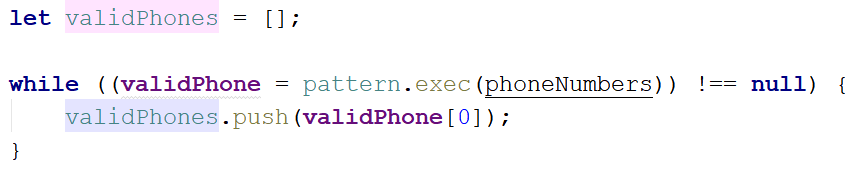 let validPhones = [];
while ((validPhone = pattern.exec(phoneNumbers)) !== null) {
validPhones.push(validPhone[0]);
}